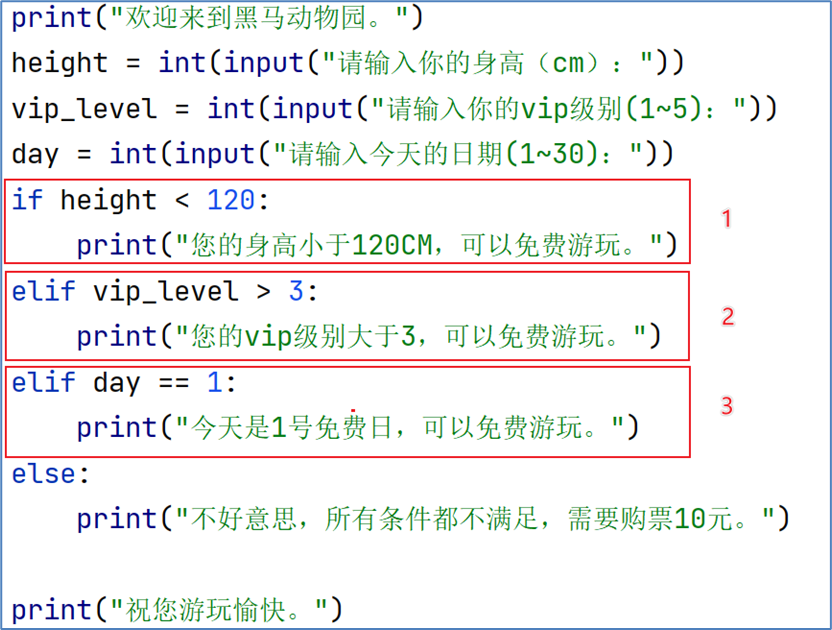 print("欢迎来到黑马动物园。")
height = int(input("请输入你的身高（cm）："))
vip_level = int(input("请输入你的vip级别(1~5)："))
day = int(input("请输入今天的日期(1~30)："))
if height < 120:
    print("您的身高小于120CM，可以免费游玩。")
1
elif vip_level > 3:
    print("您的vip级别大于3，可以免费游玩。")
2
elif day == 1:
    print("今天是1号免费日，可以免费游玩。")
3
else:
    print("不好意思，所有条件都不满足，需要购票10元。")
print("祝您游玩愉快。")